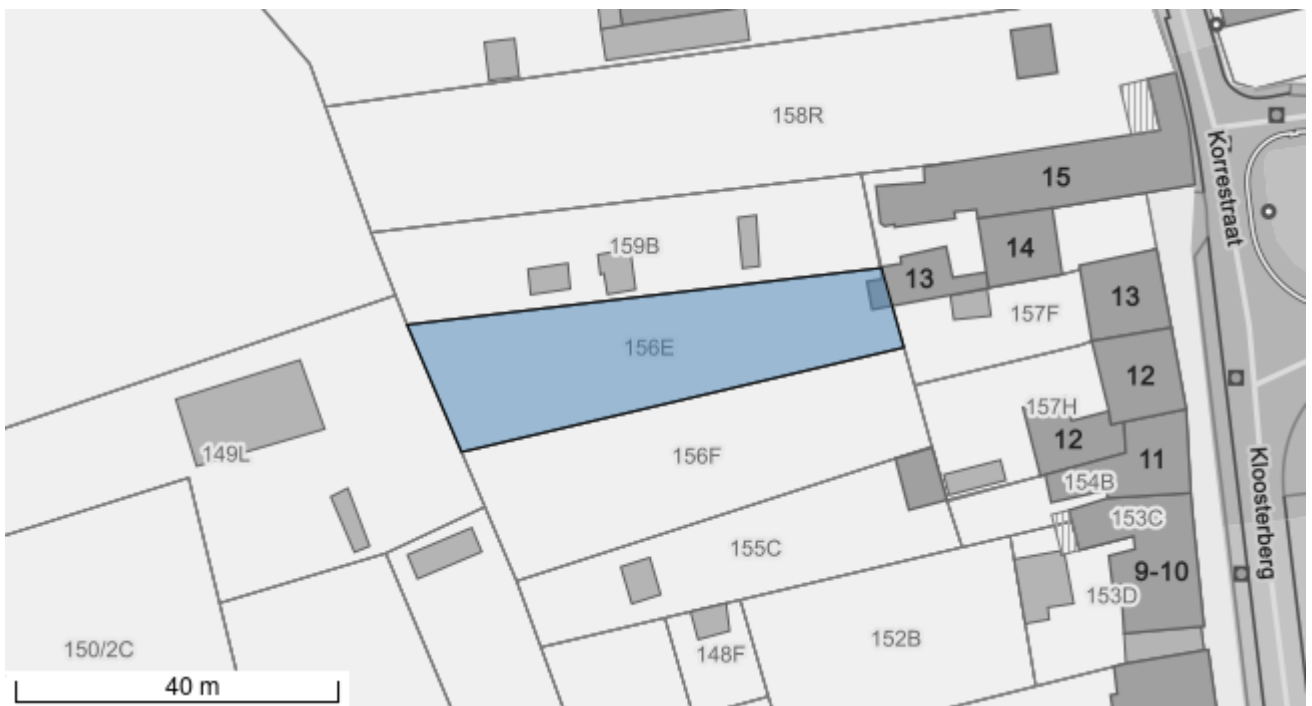 158R
15
Korrestraat
159B
14
13
13
157F
156E
12
157H
12
149L
156F
11
154B
Kloosterberg
153C
155C
9-10
153D
150/2C
148F
152B
40 m